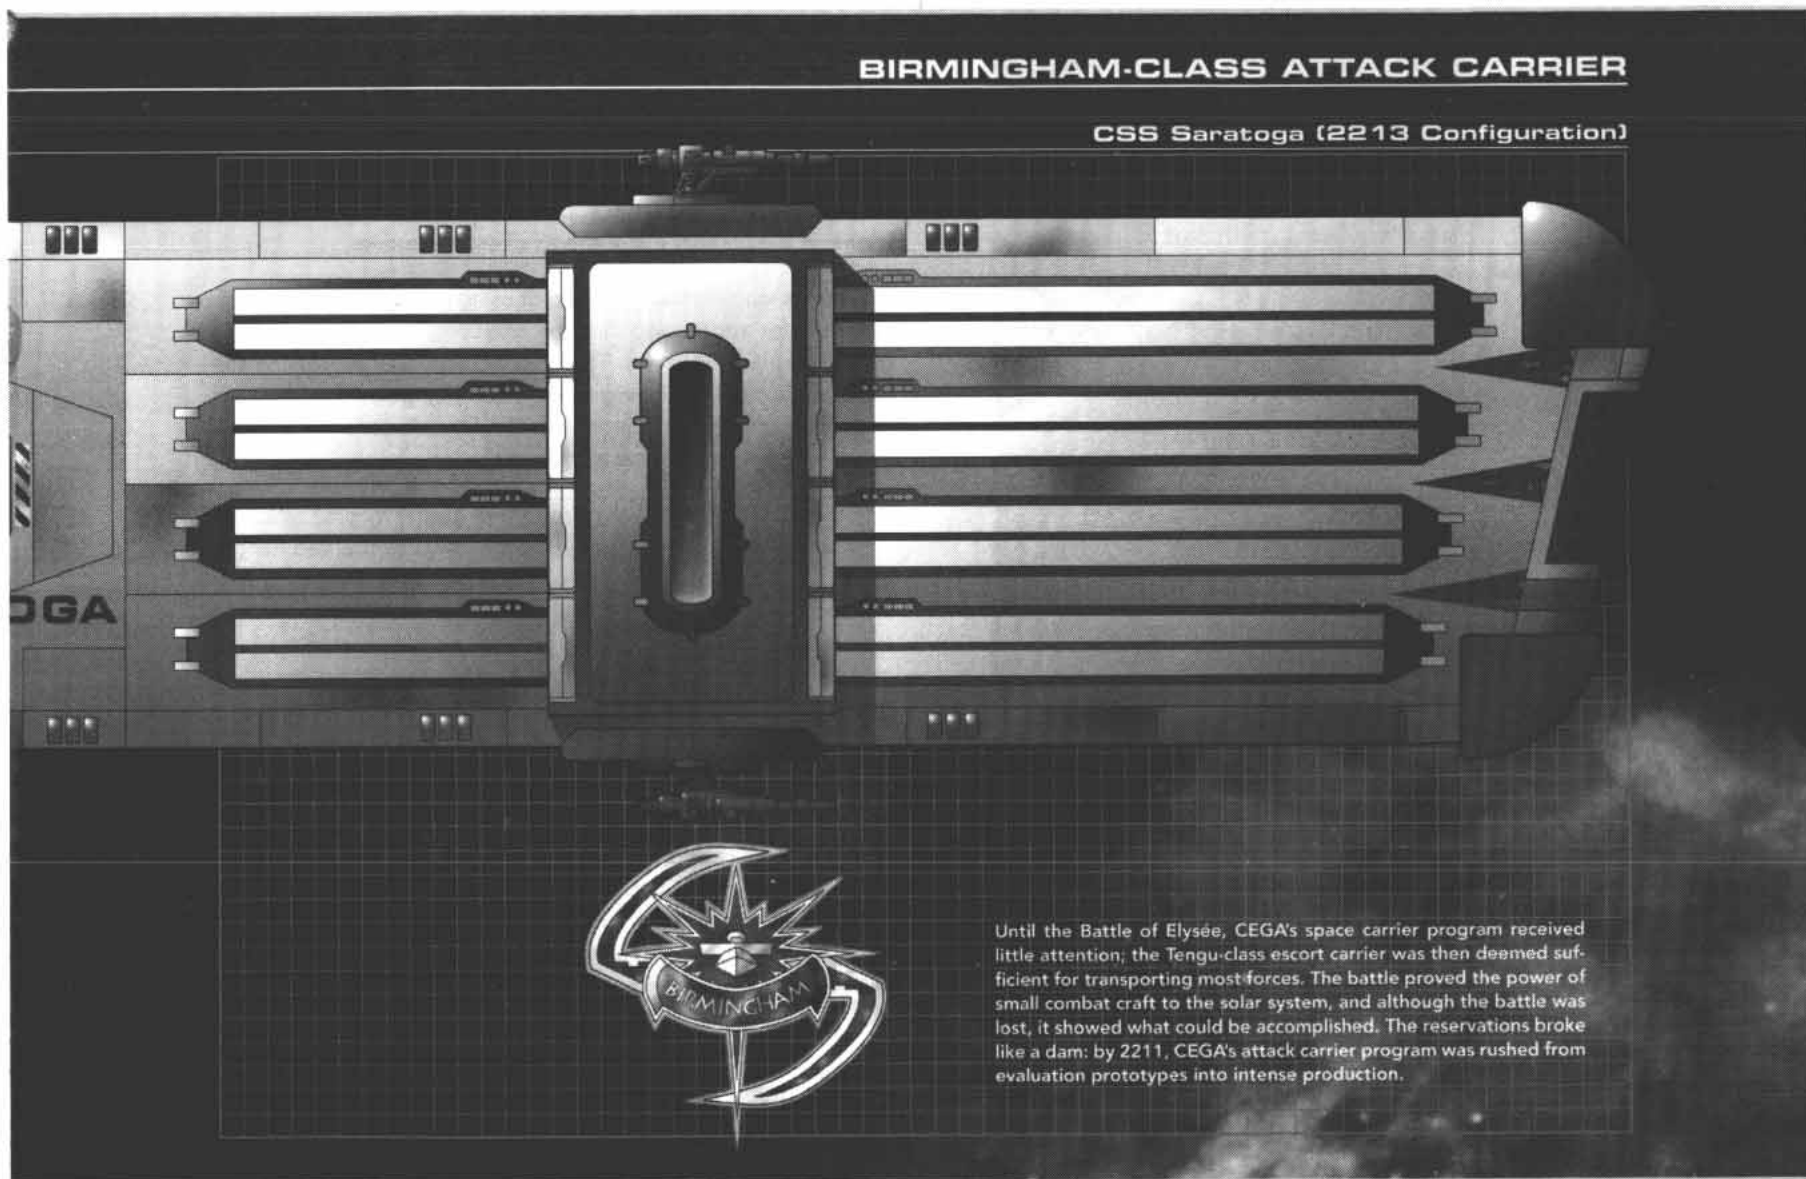 BIRMINGHAM-CLASS ATTACK CARRIER
CSS Saratoga (2213 Configuration)
OGA
BIRMINGHAM
Until the Battle of Elysée, CEGA's space carrier program received
little attention; the Tengu-class escort carrier was then deemed suf-
ficient for transporting most forces. The battle proved the power of
small combat craft to the solar system, and although the battle was
lost, it showed what could be accomplished. The reservations broke
like a dam: by 2211, CEGA's attack carrier program was rushed from
evaluation prototypes into intense production.